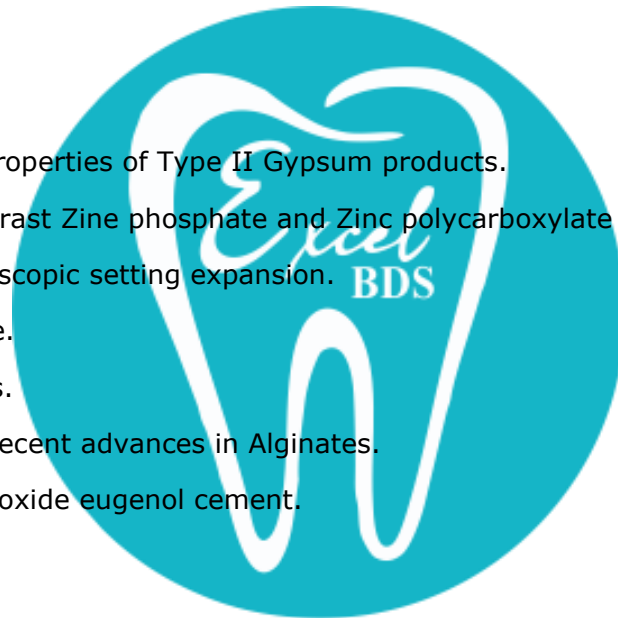 roperties of Type II Gypsum products.
rast Zine phosphate and Zinc polycarboxylate
scopic setting expansion.
e.
s.
ecent advances in Alginates.
oxide eugenol cement.
Excel
BDS